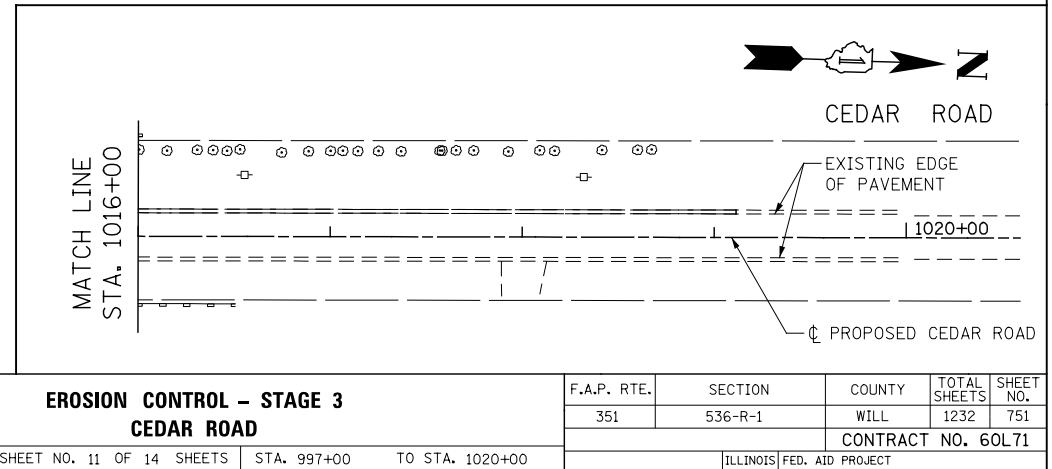 N
CEDAR ROAD
MATCH LINE
STA. 1016+00
EXISTING EDGE
OF PAVEMENT
1020+00
℄ PROPOSED CEDAR ROAD
EROSION CONTROL – STAGE 3
CEDAR ROAD
SHEET NO. 11 OF 14 SHEETS STA. 997+00 TO STA. 1020+00
F.A.P. RTE. SECTION COUNTY TOTAL SHEETS SHEET NO.
351 536-R-1 WILL 1232 751
CONTRACT NO. 60L71
ILLINOIS FED. AID PROJECT